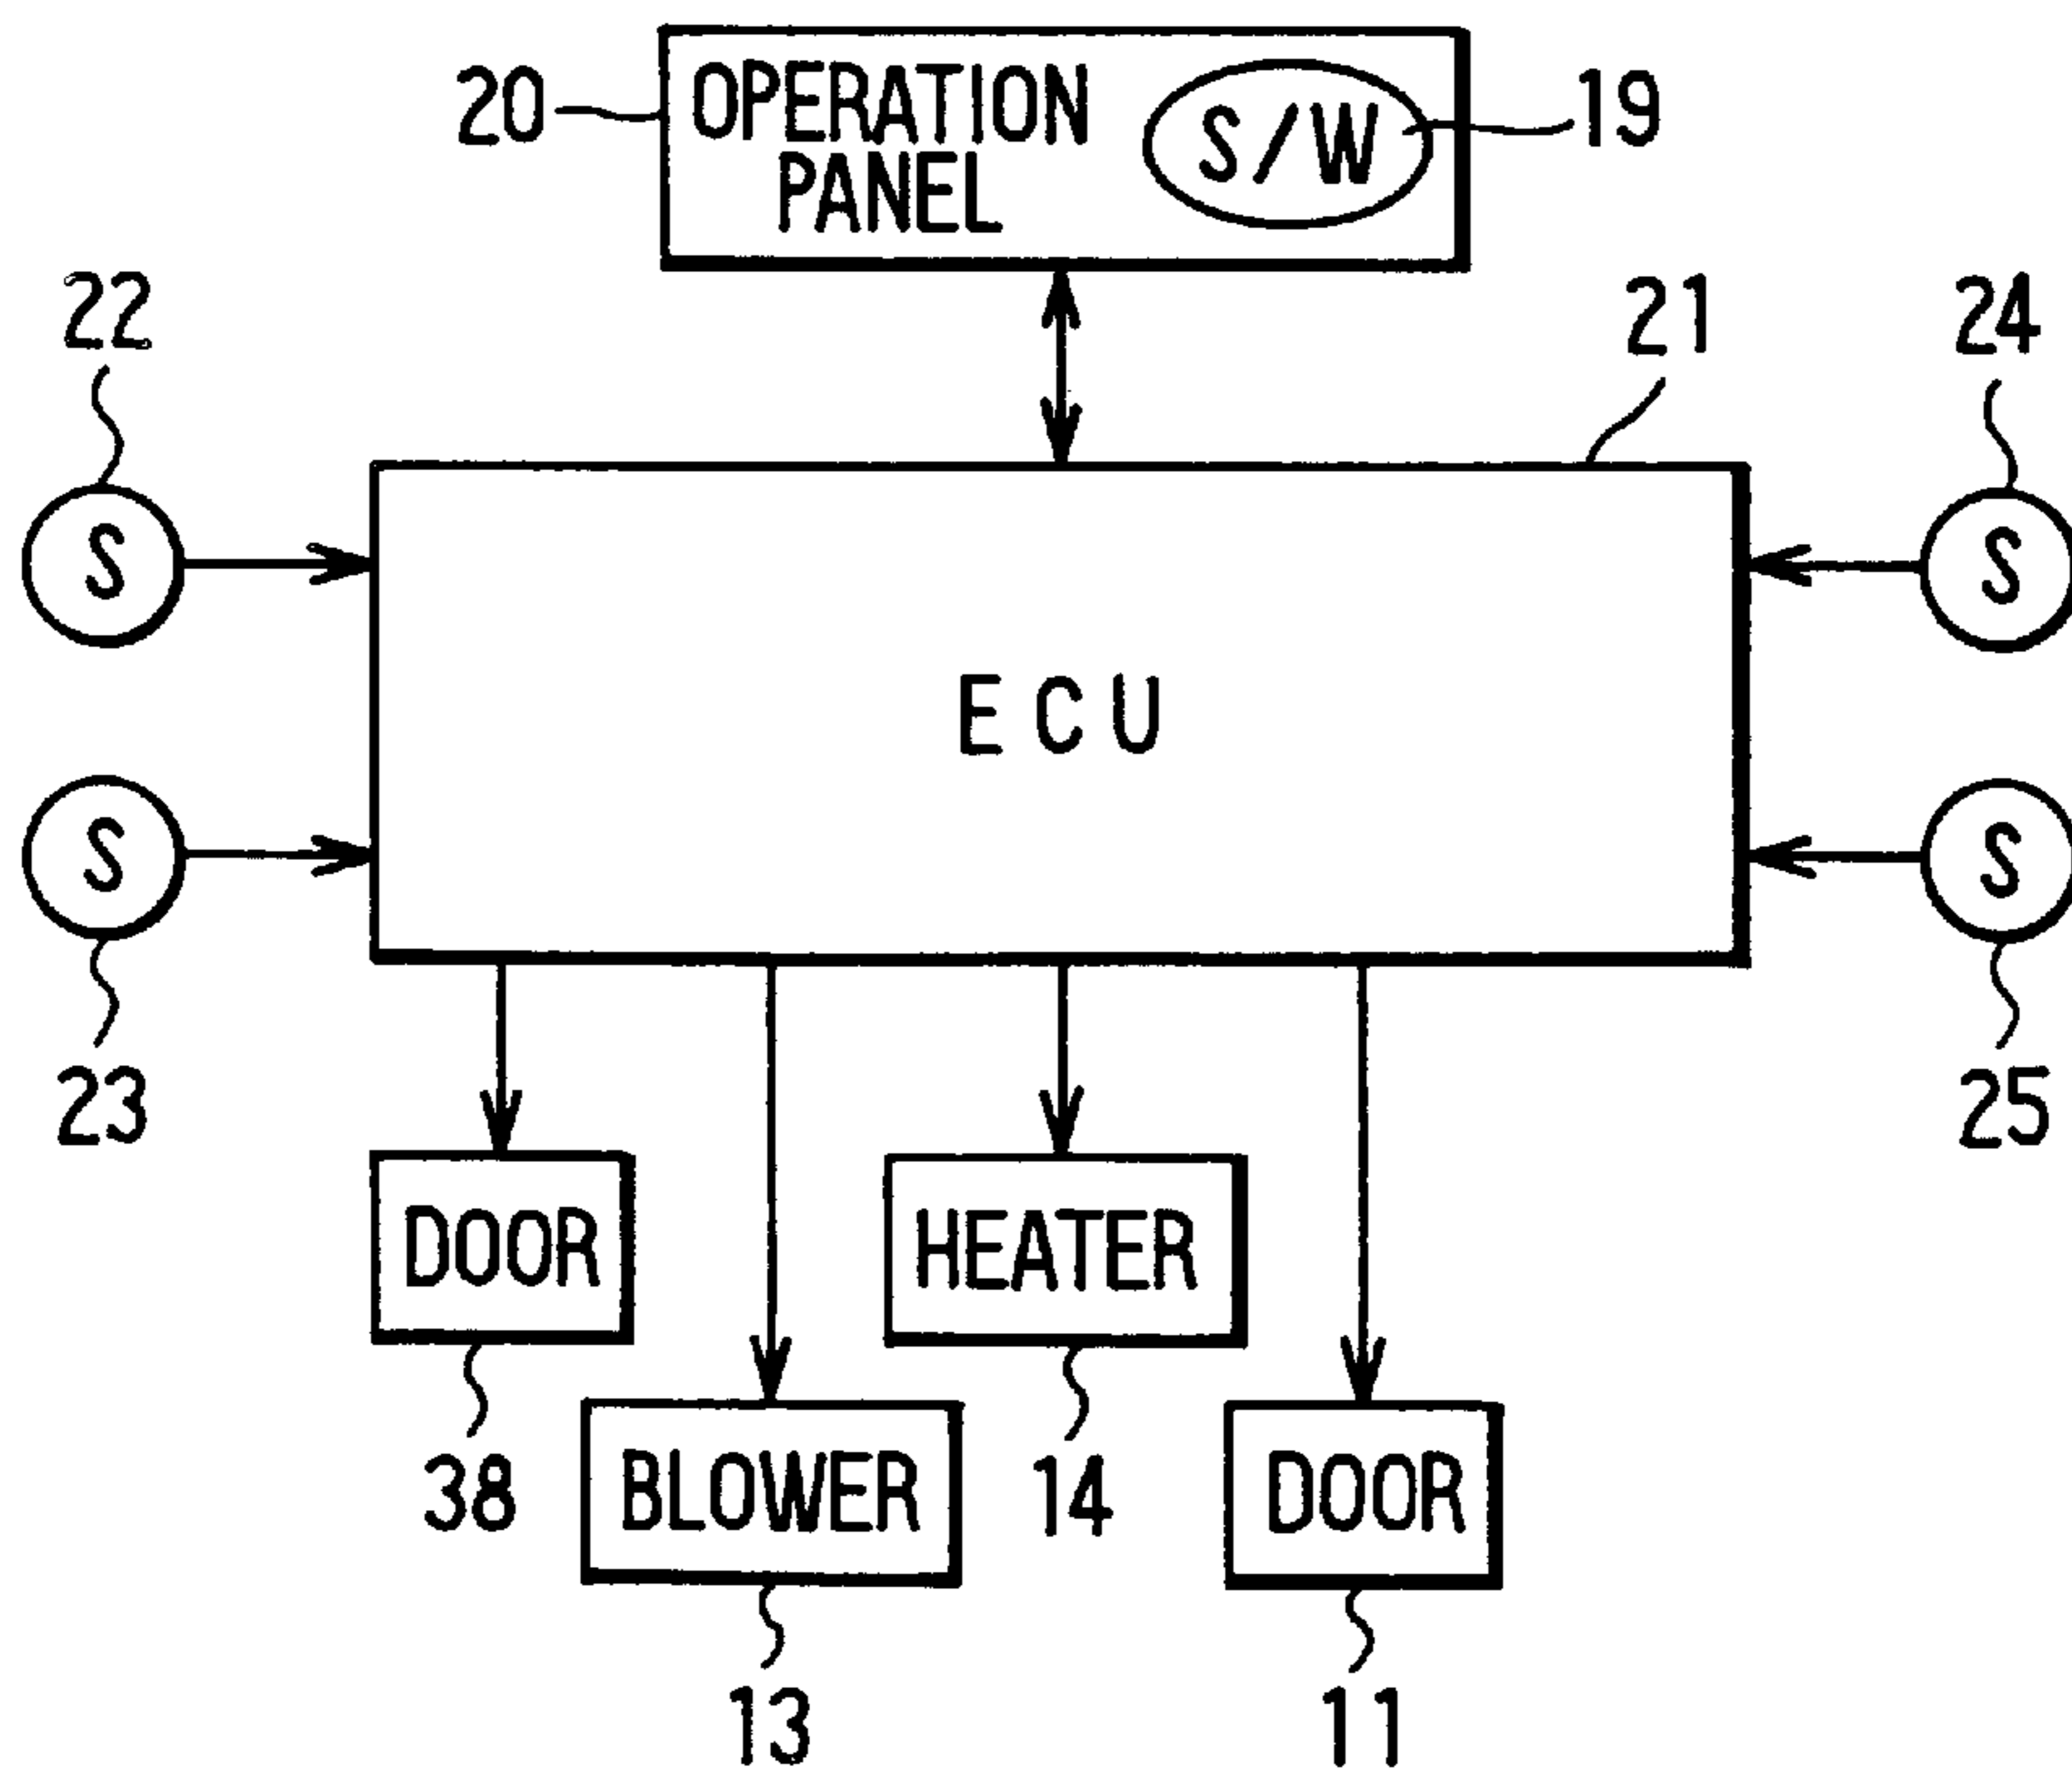 20
OPERATION
PANEL
S/W
19
22
21
24
S
S
ECU
S
S
23
25
DOOR
HEATER
38
BLOWER
14
DOOR
13
11